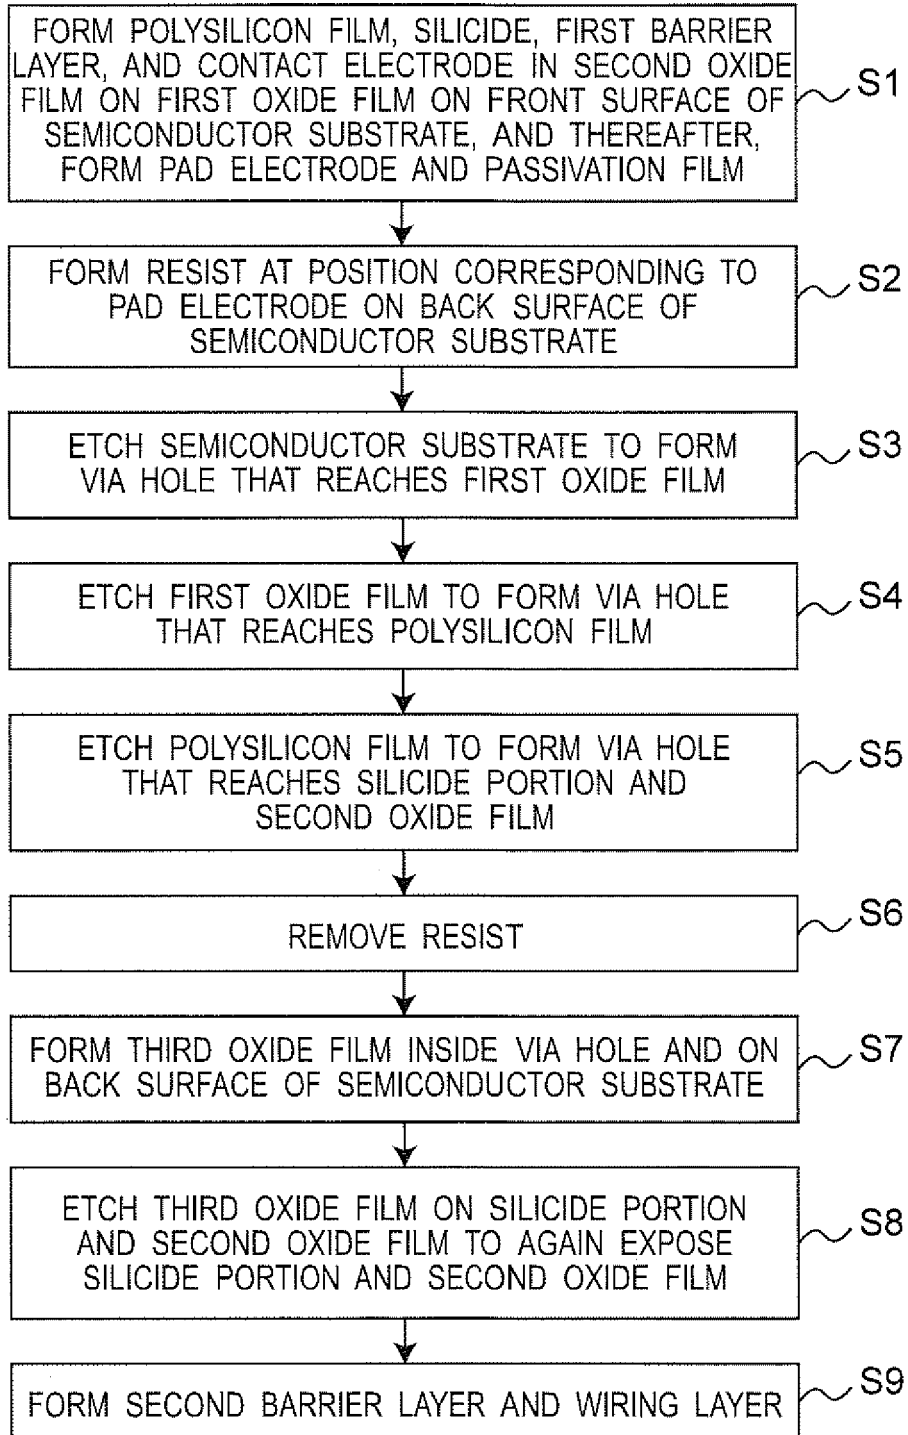 FORM POLYSILICON FILM, SILICIDE, FIRST BARRIER
LAYER, AND CONTACT ELECTRODE IN SECOND OXIDE
FILM ON FIRST OXIDE FILM ON FRONT SURFACE OF
SEMICONDUCTOR SUBSTRATE, AND THEREAFTER,
FORM PAD ELECTRODE AND PASSIVATION FILM
S1
FORM RESIST AT POSITION CORRESPONDING TO
PAD ELECTRODE ON BACK SURFACE OF
SEMICONDUCTOR SUBSTRATE
S2
ETCH SEMICONDUCTOR SUBSTRATE TO FORM
VIA HOLE THAT REACHES FIRST OXIDE FILM
S3
ETCH FIRST OXIDE FILM TO FORM VIA HOLE
THAT REACHES POLYSILICON FILM
S4
ETCH POLYSILICON FILM TO FORM VIA HOLE
THAT REACHES SILICIDE PORTION AND
SECOND OXIDE FILM
S5
REMOVE RESIST
S6
FORM THIRD OXIDE FILM INSIDE VIA HOLE AND ON
BACK SURFACE OF SEMICONDUCTOR SUBSTRATE
S7
ETCH THIRD OXIDE FILM ON SILICIDE PORTION
AND SECOND OXIDE FILM TO AGAIN EXPOSE
SILICIDE PORTION AND SECOND OXIDE FILM
S8
FORM SECOND BARRIER LAYER AND WIRING LAYER
S9